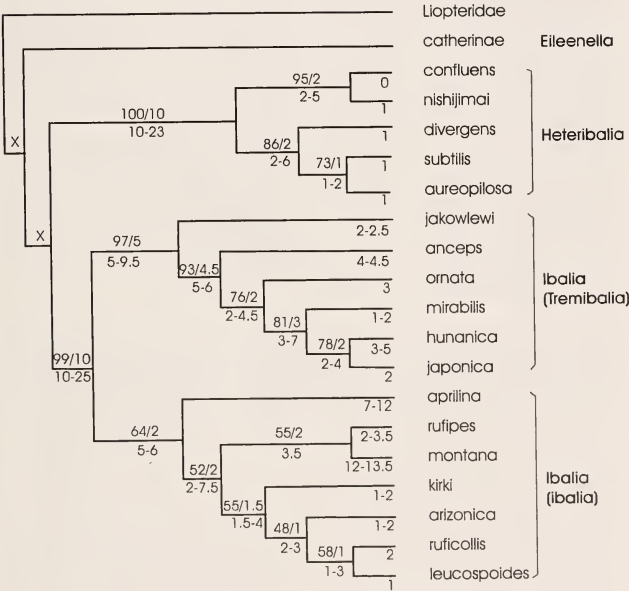 Liopteridae
catherinae Eileenella
95/2 confluens
0
100/10 2-5 nishijimai
10-23 1
86/2 divergens Heteribalia
1
2-6 73/1 subtilis
1-2 1
aureopilosa
1
X
X
97/5 jakowlewi
5-9.5 2-2.5
93/4.5 anceps
5-6 4-4.5
76/2 ornata Ibalia
2-4.5 3 (Tremibalia)
81/3 mirabilis
3-7 1-2
78/2 hunanica
2-4 3-5
japonica
2
99/10
10-25
aprilina
7-12
64/2 55/2 rufipes
5-6 3.5 2-3.5
montana
12-13.5
52/2 Ibalia
2-7.5 (ibalia)
55/1.5 kirki
1.5-4 1-2
48/1 arizonica
2-3 1-2
58/1 ruficollis
1-3 2
leucospoides
1